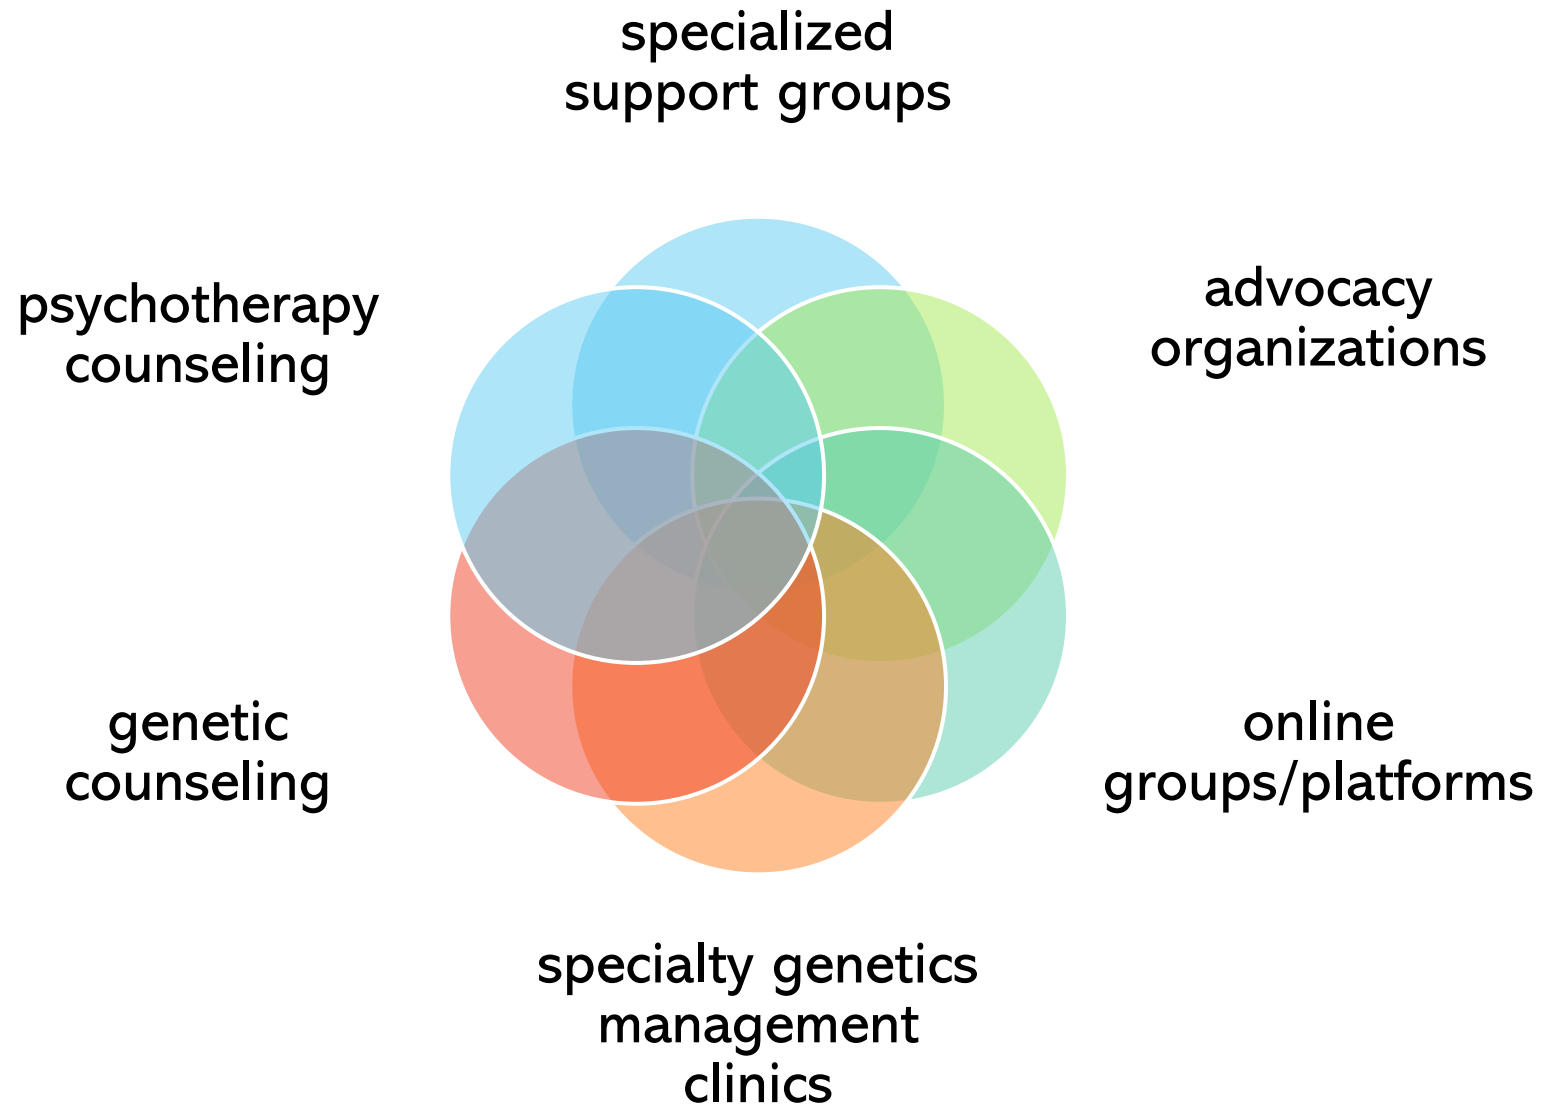 specialized
support groups
psychotherapy
counseling
advocacy
organizations
genetic
counseling
online
groups/platforms
specialty genetics
management
clinics